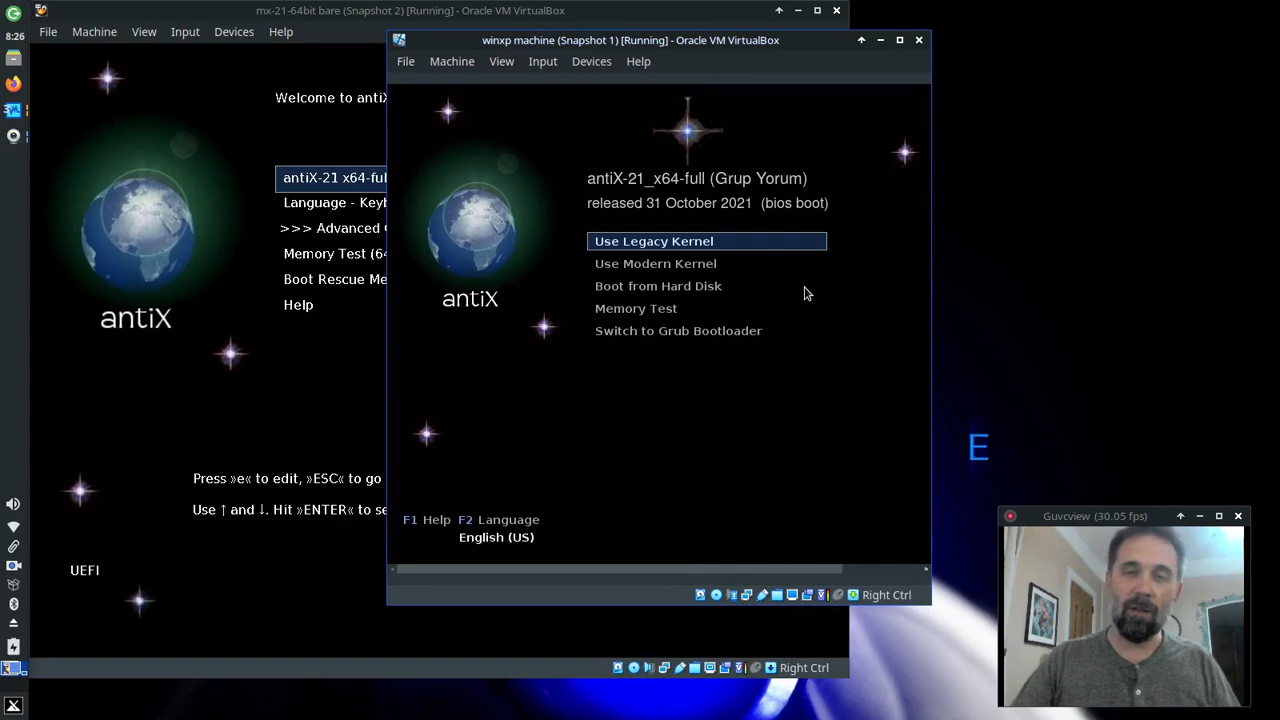 8:26
mx-21-64bit bare (Snapshot 2) [Running] - Oracle VM VirtualBox
File Machine View Input Devices Help
Welcome to antiX
antiX-21 x64-ful
Language - Keyb
>>> Advanced
Memory Test (64
Boot Rescue Me
Help
antiX
Press »e« to edit, »ESC« to go
Use ↑ and ↓. Hit »ENTER« to se
UEFI
Right Ctrl
winxp machine (Snapshot 1) [Running] - Oracle VM VirtualBox
File Machine View Input Devices Help
antiX-21_x64-full (Grup Yorum)
released 31 October 2021 (bios boot)
Use Legacy Kernel
Use Modern Kernel
Boot from Hard Disk
Memory Test
Switch to Grub Bootloader
antiX
F1 Help F2 Language
English (US)
Right Ctrl
E
Guvcview (30.05 fps)